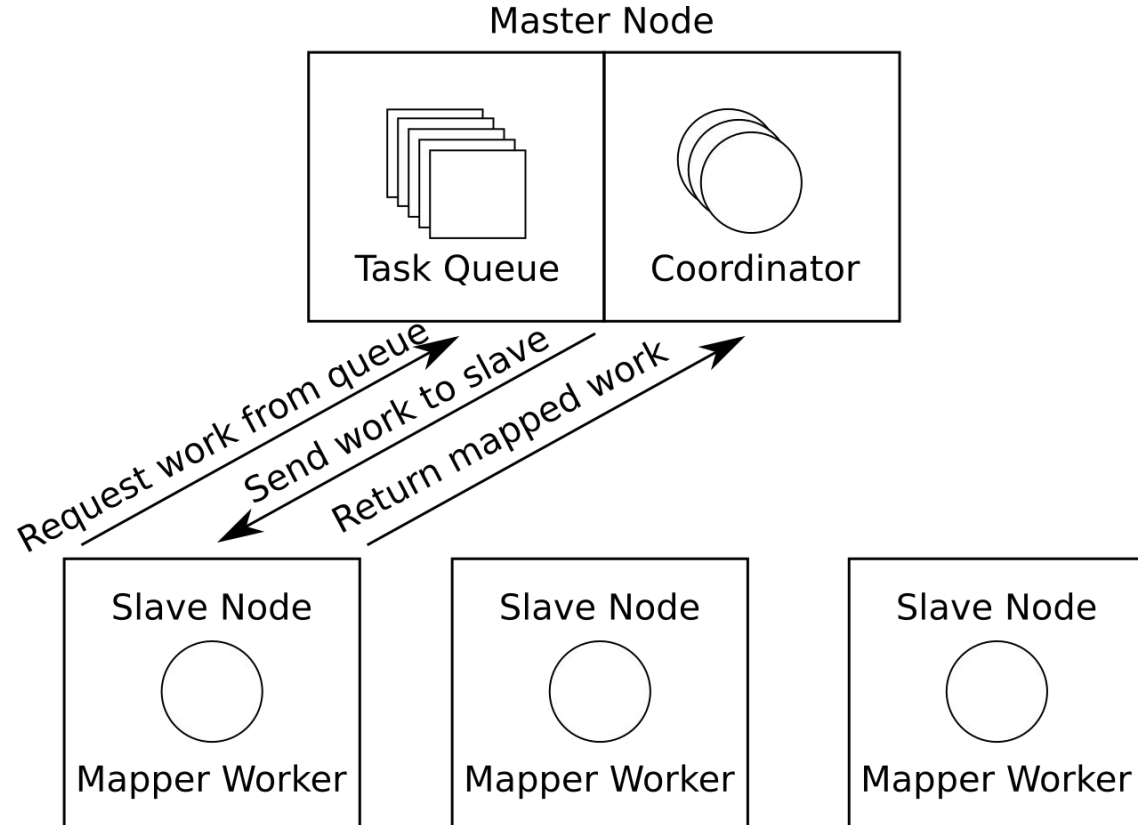 Master Node
Task Queue
Coordinator
Request work from queue
Send work to slave
Return mapped work
Slave Node
Mapper Worker
Slave Node
Mapper Worker
Slave Node
Mapper Worker